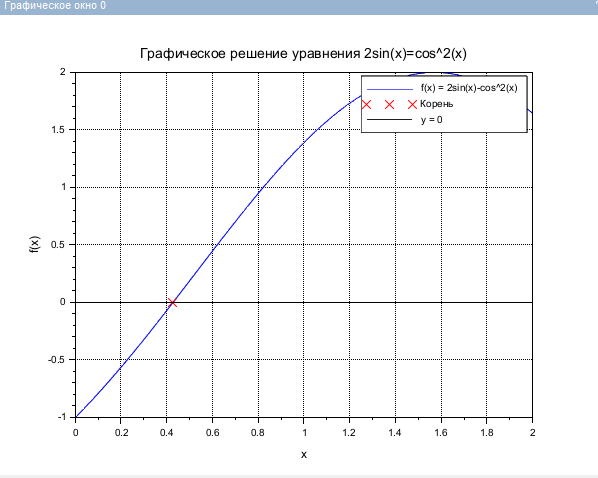 Графическое окно 0
Графическое решение уравнения 2sin(x)=cos^2(x)
f(x) = 2sin(x)-cos^2(x)
Корень
y = 0
2
1.5
1
0.5
0
-0.5
-1
f(x)
0 0.2 0.4 0.6 0.8 1 1.2 1.4 1.6 1.8 2
x